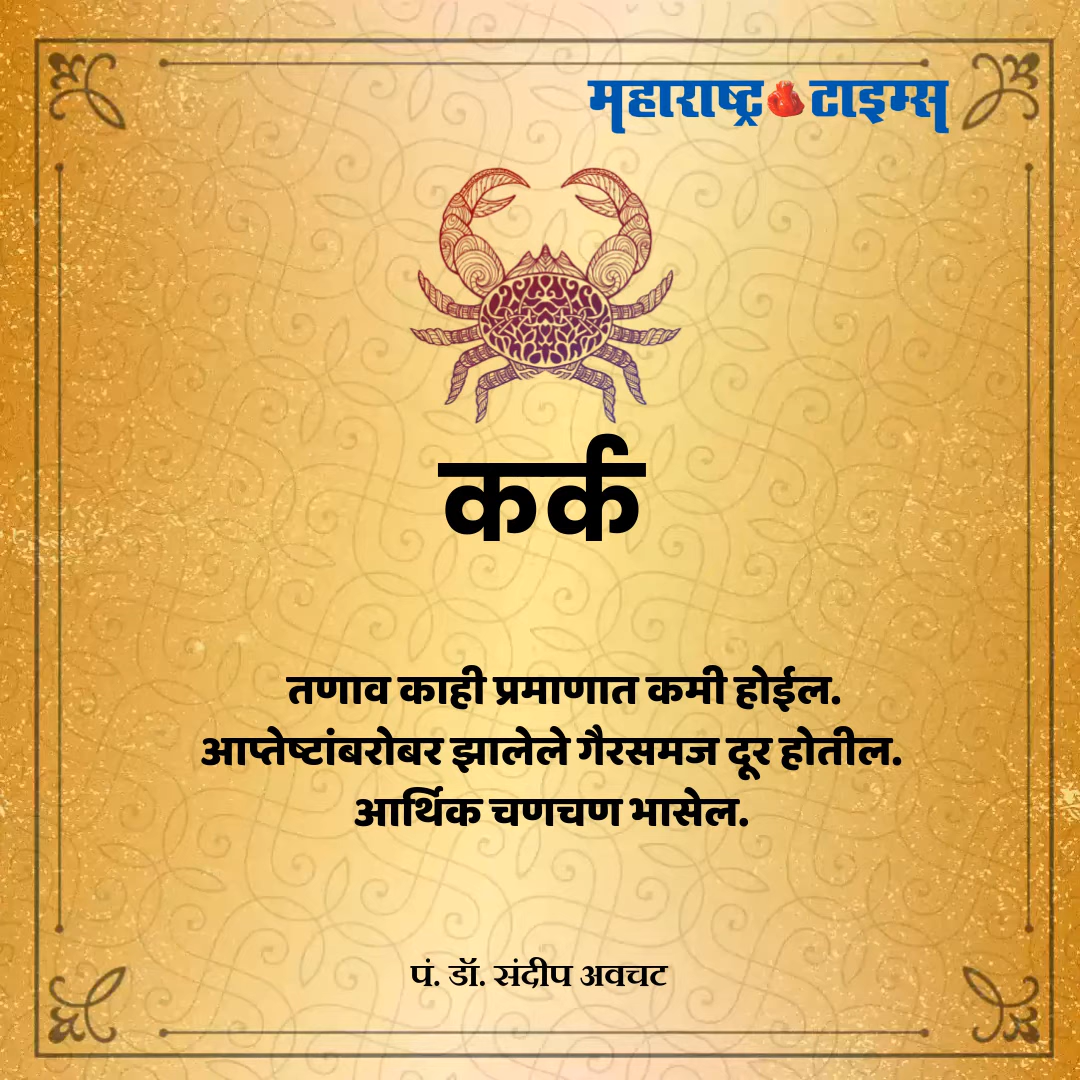 महाराष्ट्र टाइम्स
कर्क
तणाव काही प्रमाणात कमी होईल.
आप्तेष्टांबरोबर झालेले गैरसमज दूर होतील.
आर्थिक चणचण भासेल.
पं. डॉ. संदीप अवचट